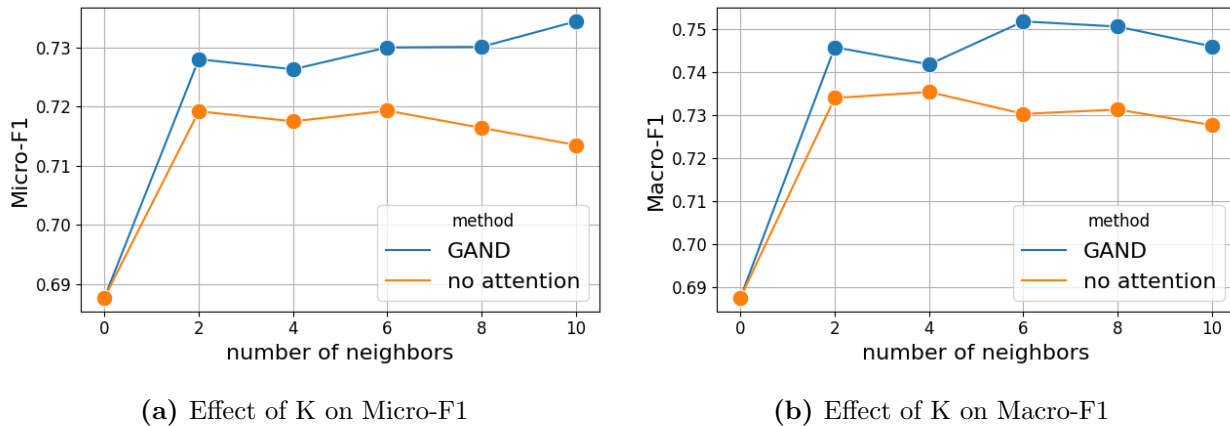 0.73
0.72
0.71
0.70
0.69
Micro-F1
0 2 4 6 8 10
number of neighbors
method
GAND
no attention
(a) Effect of K on Micro-F1
0.75
0.74
0.73
0.72
0.71
0.70
0.69
Macro-F1
0 2 4 6 8 10
number of neighbors
method
GAND
no attention
(b) Effect of K on Macro-F1